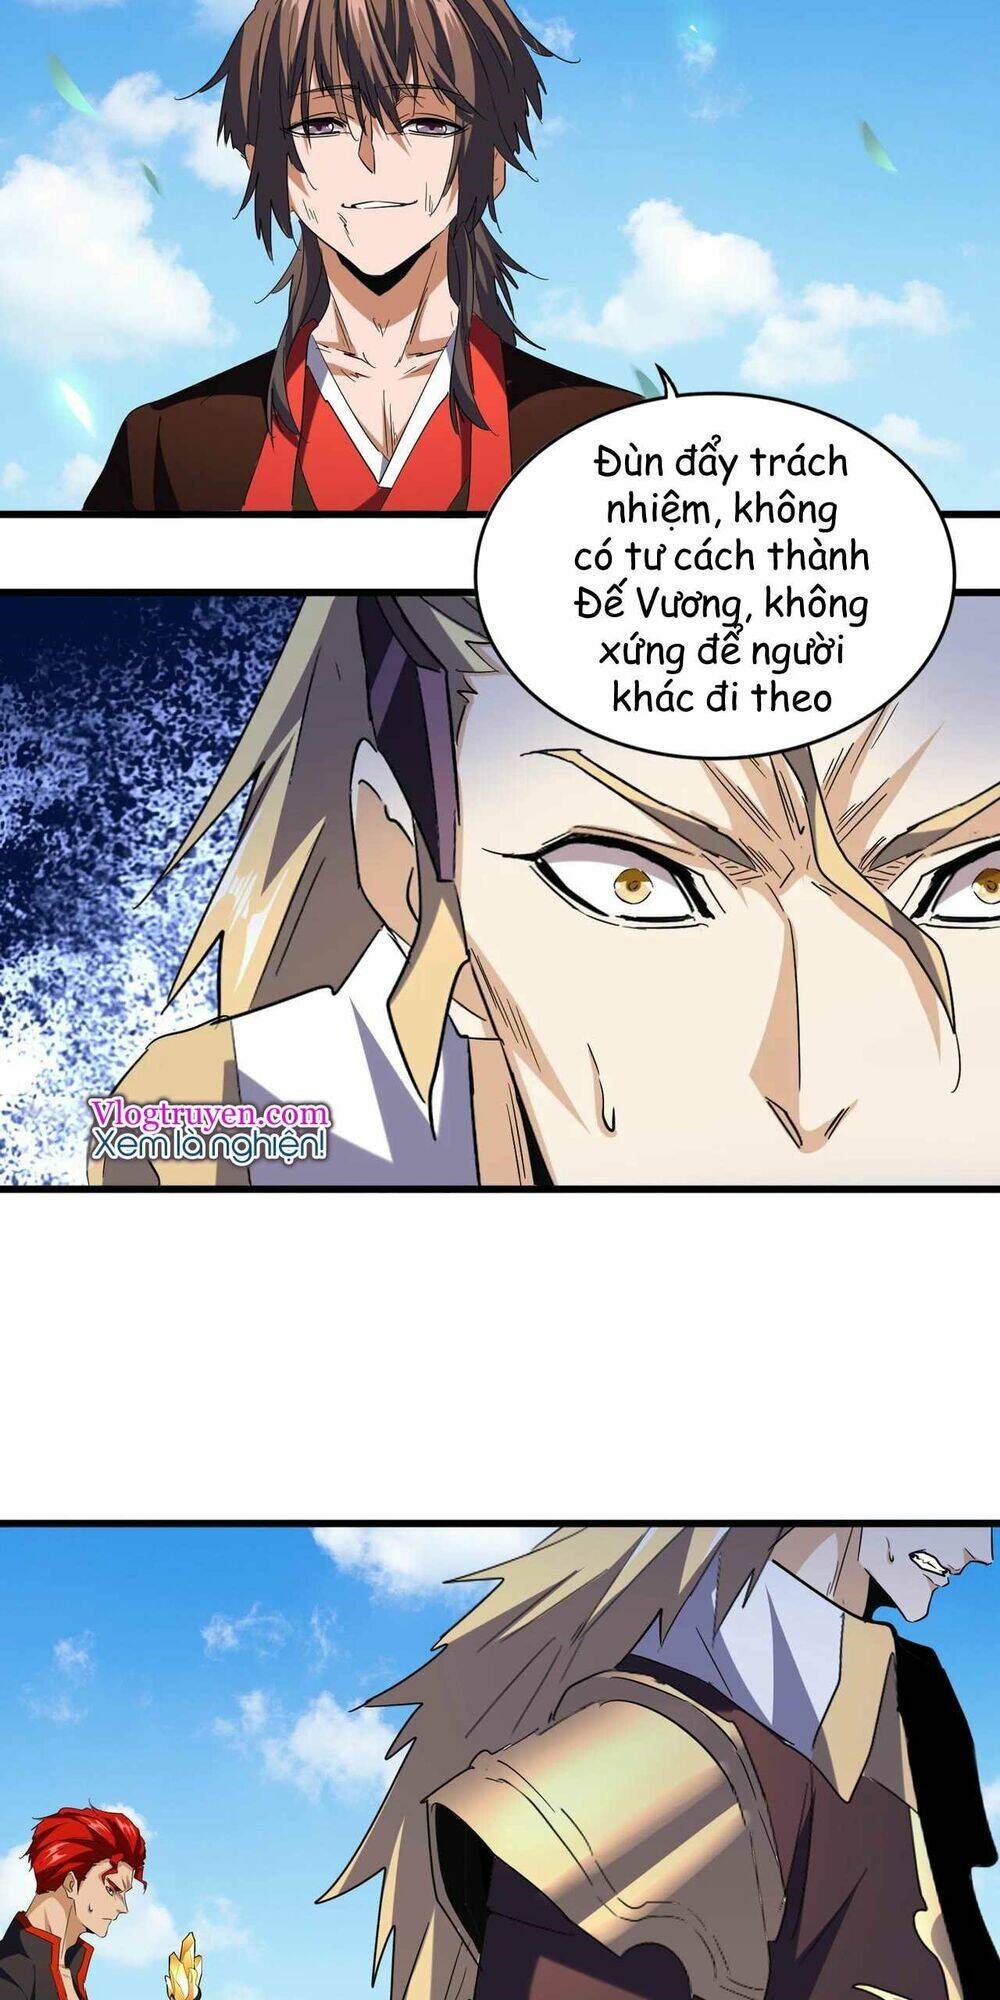 Đùn đẩy trách
nhiệm, không
có tư cách thành
Đế Vương, không
xứng để người
khác đi theo
Vlogtruyen.com
Xem là nghiện!